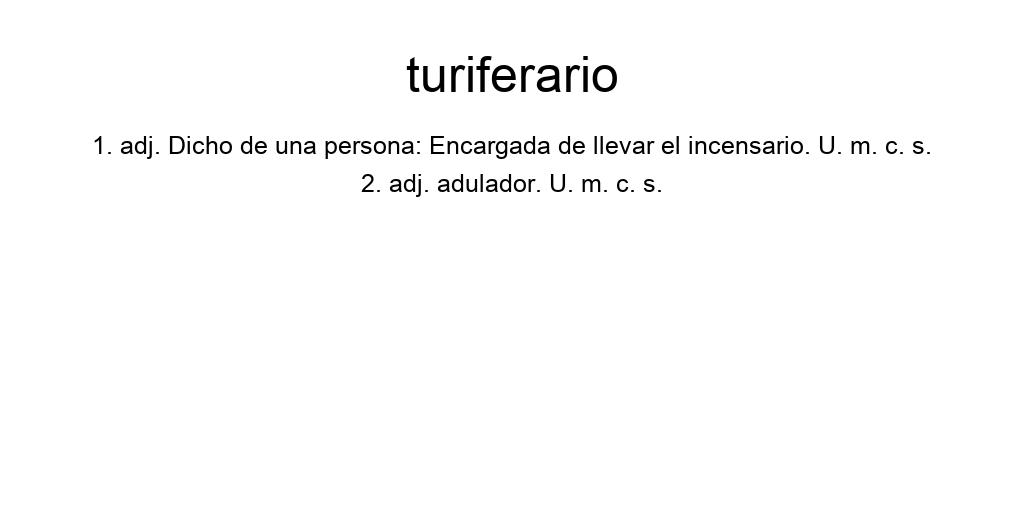 turiferario
1. adj. Dicho de una persona: Encargada de llevar el incensario. U. m. c. s.
2. adj. adulador. U. m. c. s.